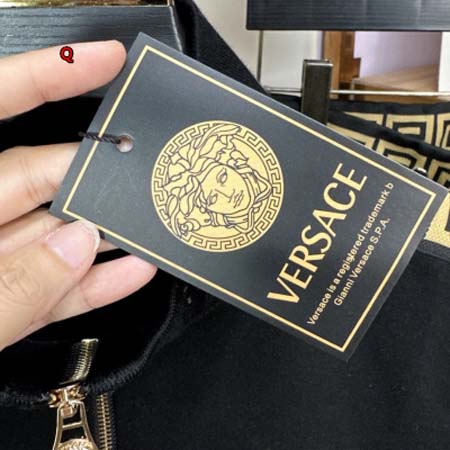 Q
VERSACE
Versace is a registered trademark b
Gianni Versace S.P.A.